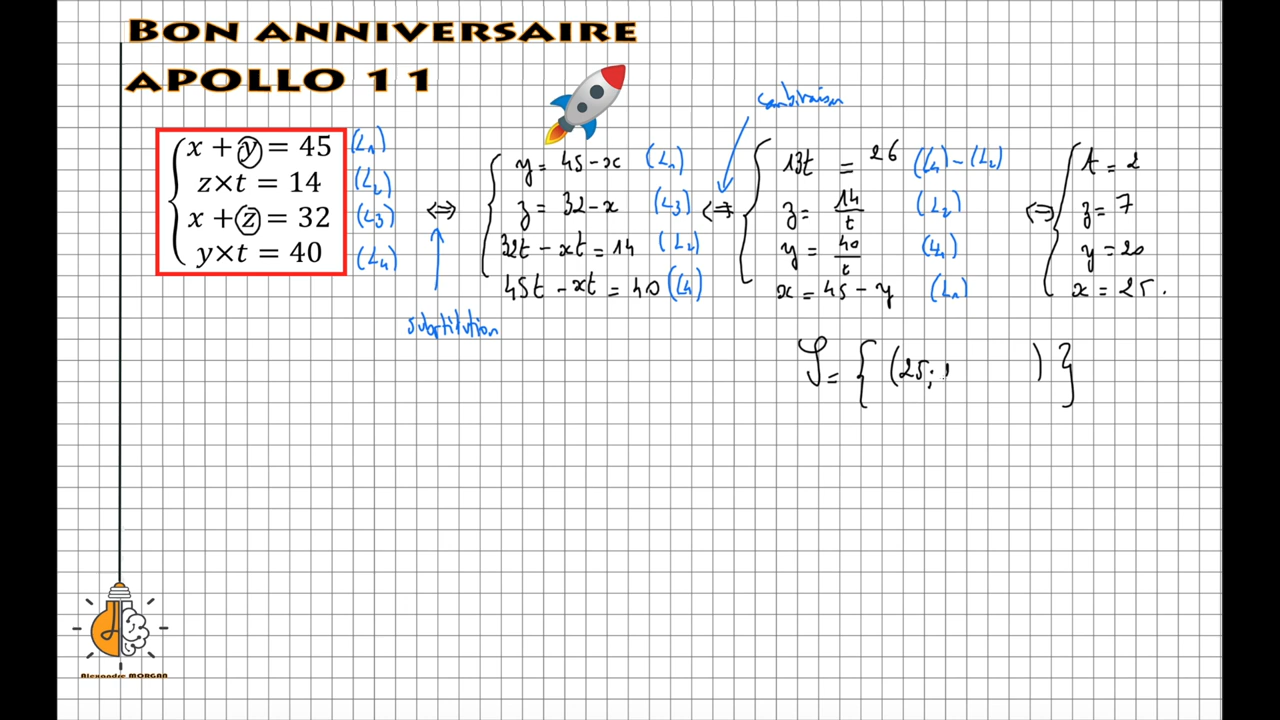 BON ANNIVERSAIRE
APOLLO 11
x + y = 45 (L1)
z×t = 14 (L2)
x + z = 32 (L3)
y×t = 40 (L4)
⇔
substitution
y = 45 - x (L1)
z = 32 - x (L3)
32t - xt = 14 (L2)
45t - xt = 40 (L4)
⇔
combinaison
13t = 26 (L4) - (L2)
z = 14/t (L2)
y = 40/t (L4)
x = 45 - y (L1)
⇔
t = 2
z = 7
y = 20
x = 25.
S = { (25; ) }
Alexandre MORGAN